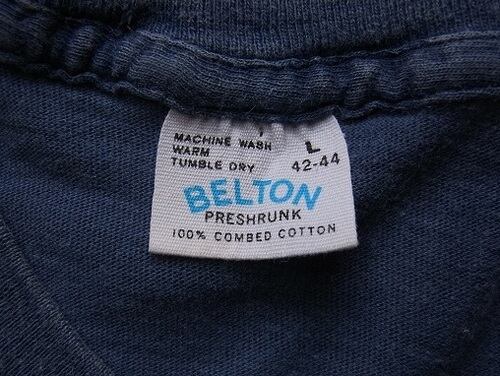 MACHINE WASH
WARM
TUMBLE DRY
L
42-44
BELTON
PRESHRUNK
100% COMBED COTTON